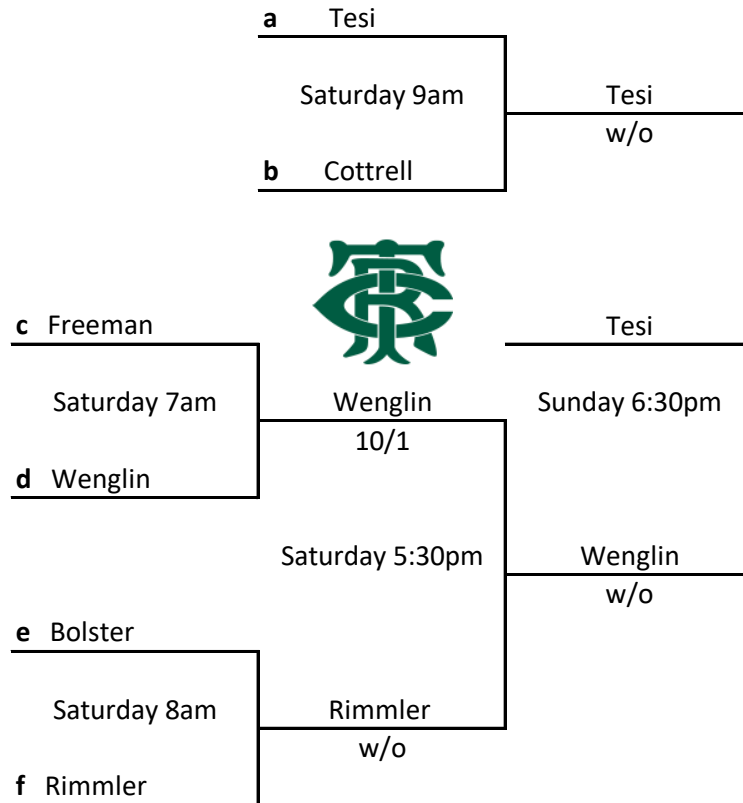 a Tesi
Saturday 9am
Tesi
w/o
b Cottrell
c Freeman
Tesi
Saturday 7am
Wenglin
Sunday 6:30pm
10/1
d Wenglin
Saturday 5:30pm
Wenglin
w/o
e Bolster
Saturday 8am
Rimmler
w/o
f Rimmler